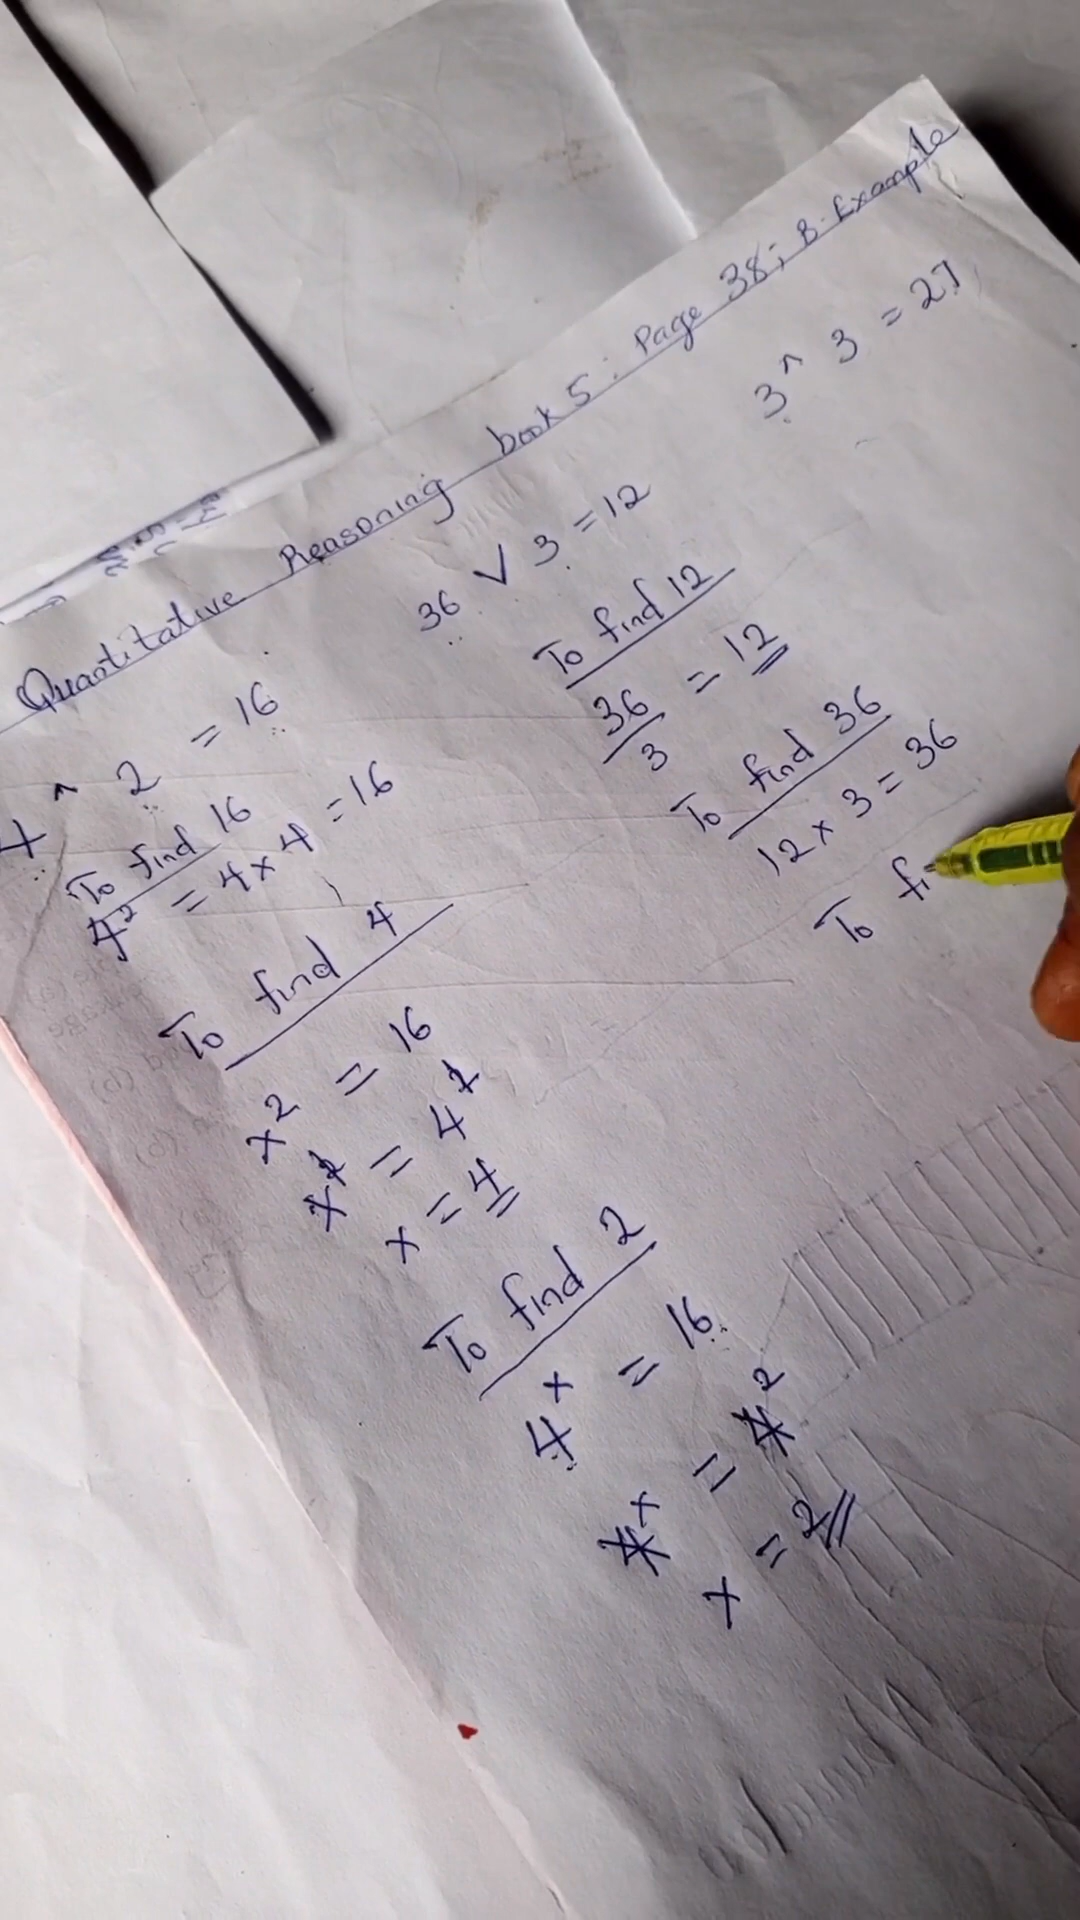 Quantitative Reasoning book 5: Page 38; B. Example
4 ^ 2 = 16
To find 16
4² = 4 x 4 = 16
To find 4
x² = 16
x² = 4²
x = 4
To find 2
4ˣ = 16
4ˣ = 4²
x = 2
36 V 3 = 12
To find 12
36/3 = 12
To find 36
12 x 3 = 36
To fi
3 ^ 3 = 27